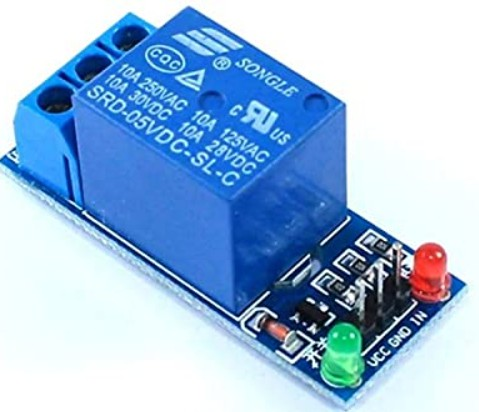 SONGLE
®
CQC
C US
10A 250VAC 10A 125VAC
10A 30VDC 10A 28VDC
SRD-05VDC-SL-C
VCC GND IN